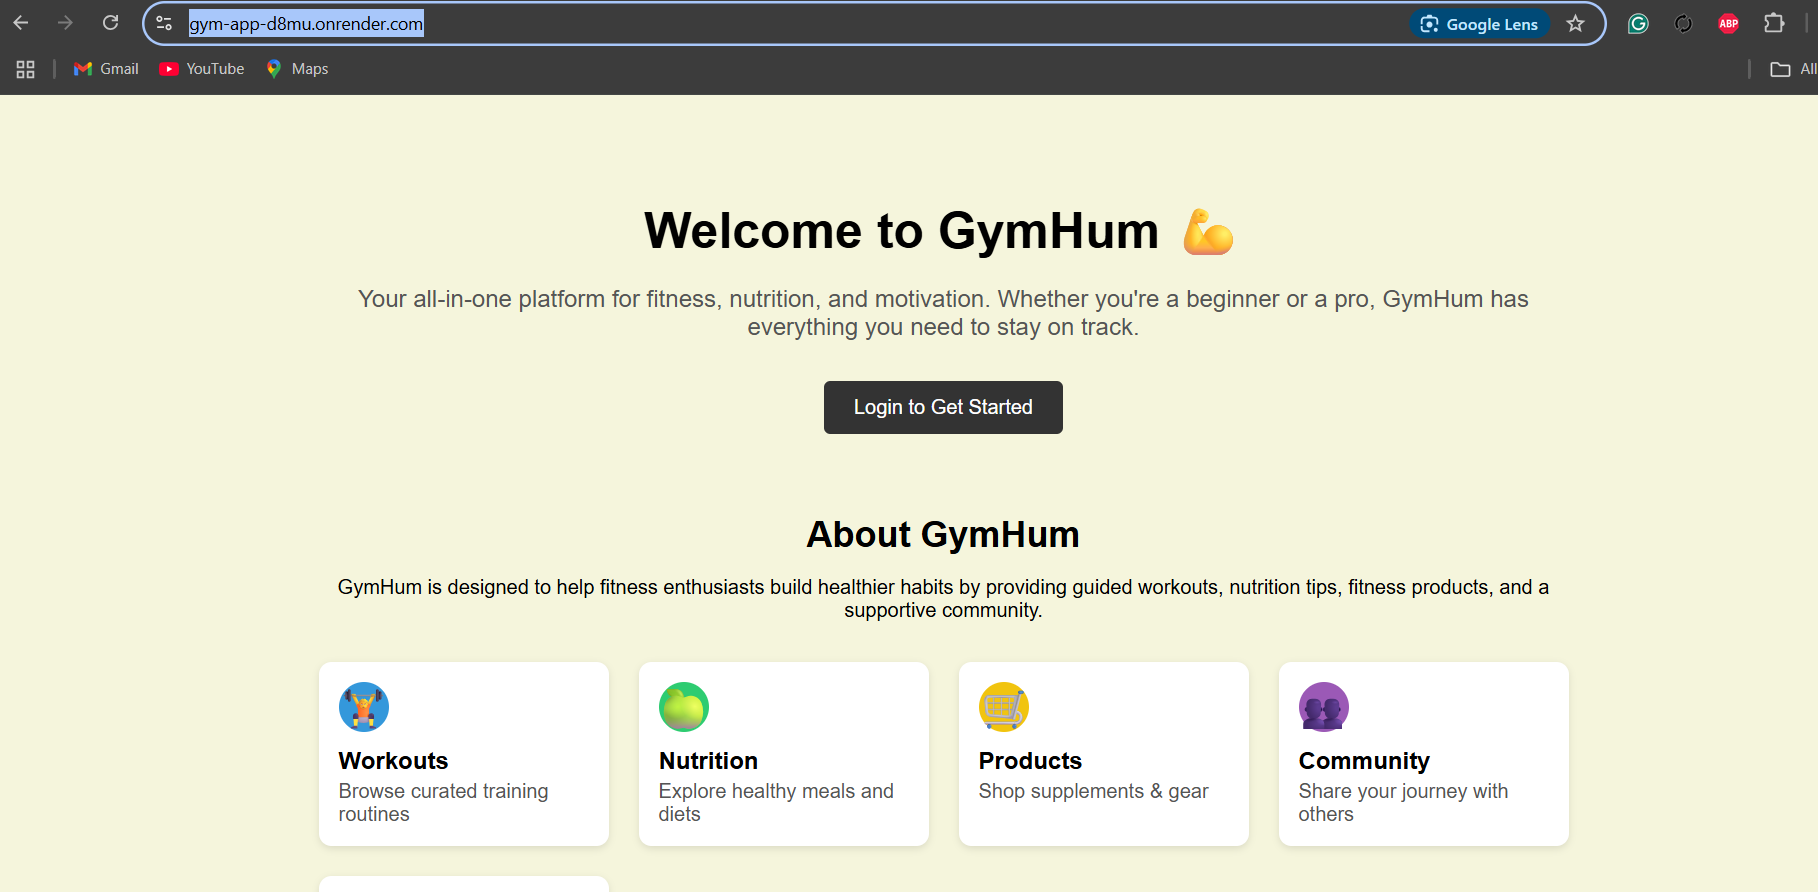 gym-app-d8mu.onrender.com
Google Lens
ABP
Gmail
YouTube
Maps
All
Welcome to GymHum 💪
Your all-in-one platform for fitness, nutrition, and motivation. Whether you're a beginner or a pro, GymHum has
everything you need to stay on track.
Login to Get Started
About GymHum
GymHum is designed to help fitness enthusiasts build healthier habits by providing guided workouts, nutrition tips, fitness products, and a
supportive community.
Workouts
Browse curated training
routines
Nutrition
Explore healthy meals and
diets
Products
Shop supplements & gear
Community
Share your journey with
others